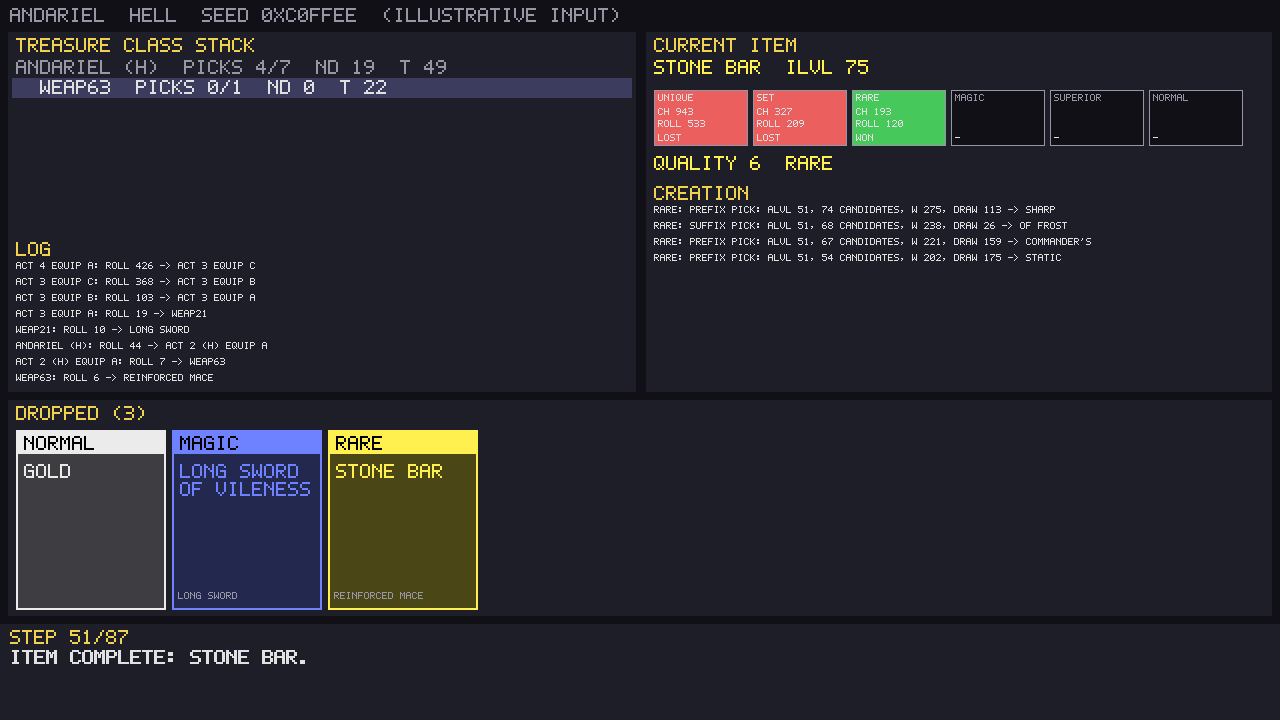 ANDARIEL  HELL  SEED 0XC0FFEE  (ILLUSTRATIVE INPUT)
TREASURE CLASS STACK
ANDARIEL (H)  PICKS 4/7  ND 19  T 49
WEAP63  PICKS 0/1  ND 0  T 22
LOG
ACT 4 EQUIP A: ROLL 426 -> ACT 3 EQUIP C
ACT 3 EQUIP C: ROLL 368 -> ACT 3 EQUIP B
ACT 3 EQUIP B: ROLL 103 -> ACT 3 EQUIP A
ACT 3 EQUIP A: ROLL 19 -> WEAP21
WEAP21: ROLL 10 -> LONG SWORD
ANDARIEL (H): ROLL 44 -> ACT 2 (H) EQUIP A
ACT 2 (H) EQUIP A: ROLL 7 -> WEAP63
WEAP63: ROLL 6 -> REINFORCED MACE
CURRENT ITEM
STONE BAR  ILVL 75
UNIQUE
CH 943
ROLL 533
LOST
SET
CH 327
ROLL 209
LOST
RARE
CH 193
ROLL 120
WON
MAGIC
-
SUPERIOR
-
NORMAL
-
QUALITY 6  RARE
CREATION
RARE: PREFIX PICK: ALVL 51, 74 CANDIDATES, W 275, DRAW 113 -> SHARP
RARE: SUFFIX PICK: ALVL 51, 68 CANDIDATES, W 238, DRAW 26 -> OF FROST
RARE: PREFIX PICK: ALVL 51, 67 CANDIDATES, W 221, DRAW 159 -> COMMANDER'S
RARE: PREFIX PICK: ALVL 51, 54 CANDIDATES, W 202, DRAW 175 -> STATIC
DROPPED (3)
NORMAL
GOLD
MAGIC
LONG SWORD
OF VILENESS
LONG SWORD
RARE
STONE BAR
REINFORCED MACE
STEP 51/87
ITEM COMPLETE: STONE BAR.